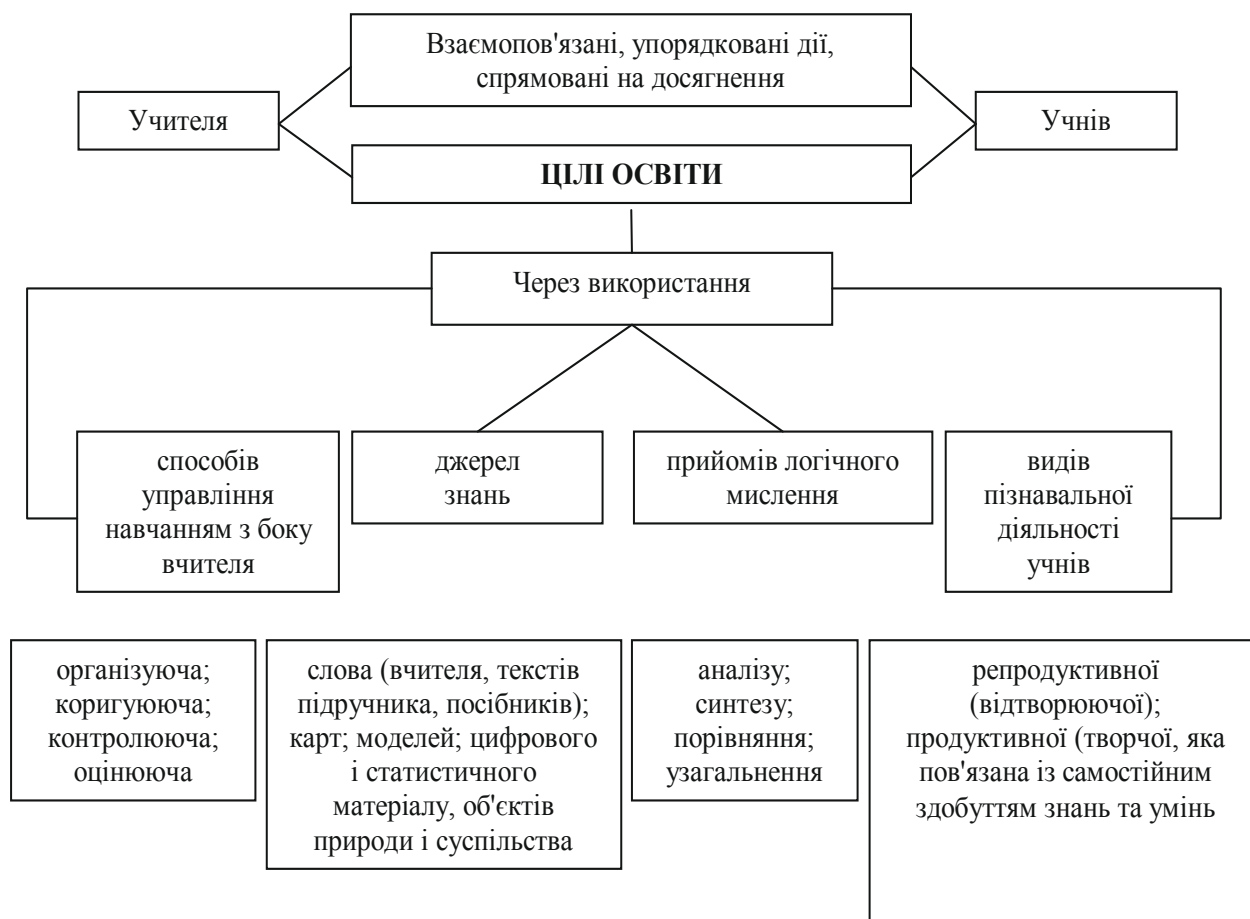 Взаємопов'язані, упорядковані дії,
спрямовані на досягнення
Учителя
Учнів
ЦІЛІ ОСВІТИ
Через використання
способів
управління
навчанням з боку
вчителя
джерел
знань
прийомів логічного
мислення
видів
пізнавальної
діяльності
учнів
організуюча;
коригуююча;
контролююча;
оцінююча
слова (вчителя, текстів
підручника, посібників);
карт; моделей; цифрового
і статистичного
матеріалу, об'єктів
природи і суспільства
аналізу;
синтезу;
порівняння;
узагальнення
репродуктивної
(відтворюючої);
продуктивної (творчої, яка
пов'язана із самостійним
здобуттям знань та умінь